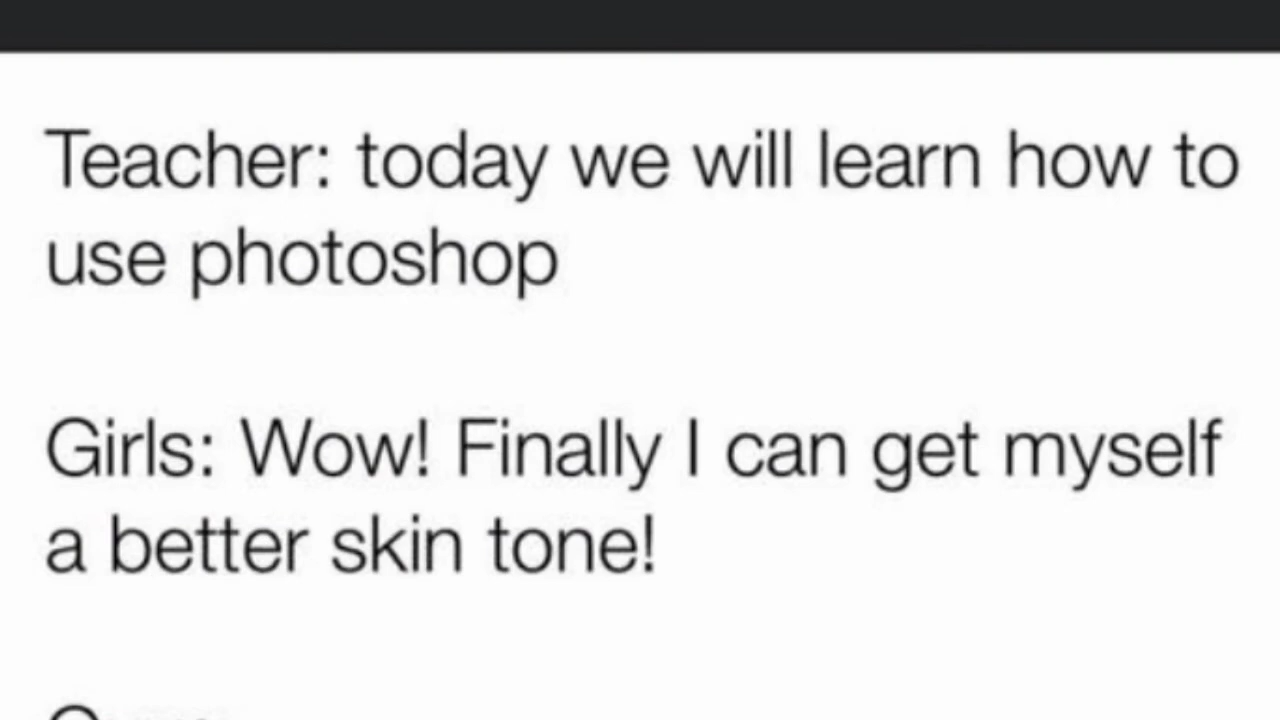 Teacher: today we will learn how to
use photoshop
Girls: Wow! Finally I can get myself
a better skin tone!